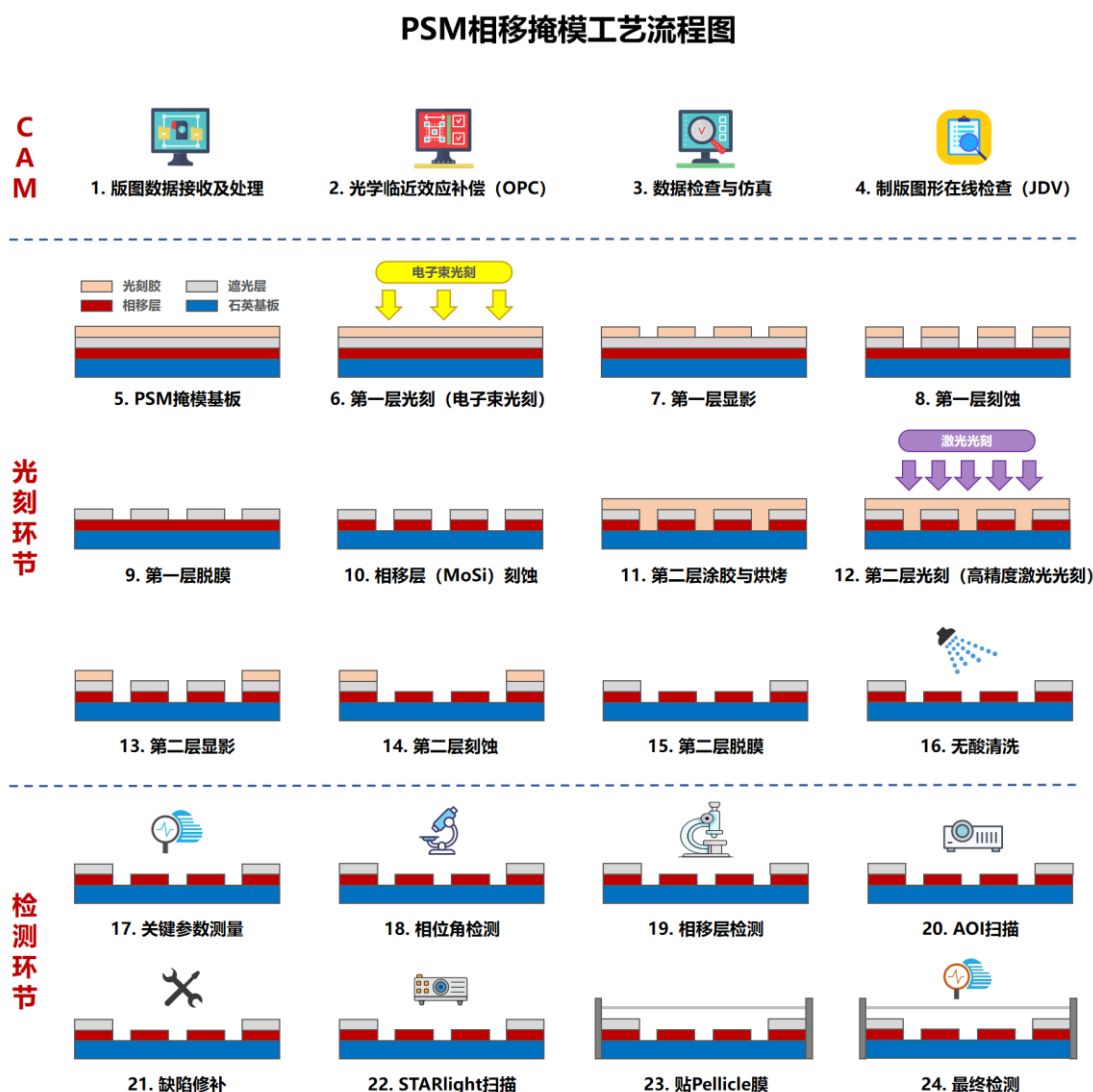 PSM相移掩模工艺流程图
CAM
1. 版图数据接收及处理
2. 光学临近效应补偿（OPC）
3. 数据检查与仿真
4. 制版图形在线检查（JDV）
光刻环节
光刻胶
遮光层
相移层
石英基板
5. PSM掩模基板
电子束光刻
6. 第一层光刻（电子束光刻）
7. 第一层显影
8. 第一层刻蚀
9. 第一层脱膜
10. 相移层（MoSi）刻蚀
11. 第二层涂胶与烘烤
激光光刻
12. 第二层光刻（高精度激光光刻）
13. 第二层显影
14. 第二层刻蚀
15. 第二层脱膜
16. 无酸清洗
检测环节
17. 关键参数测量
18. 相位角检测
19. 相移层检测
20. AOI扫描
21. 缺陷修补
22. STARlight扫描
23. 贴Pellicle膜
24. 最终检测